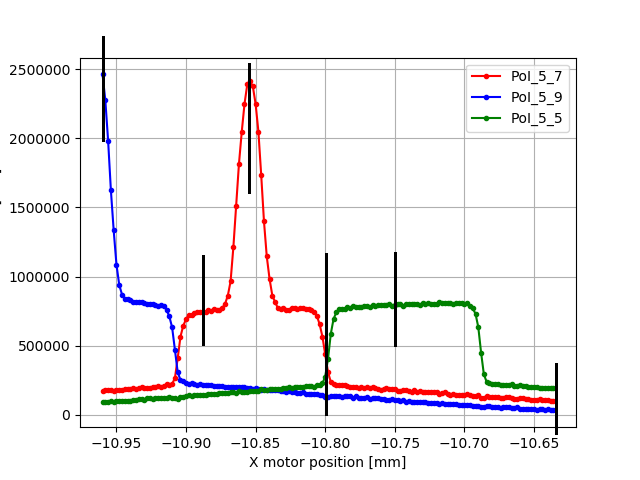 2500000
2000000
1500000
1000000
500000
0
−10.95 −10.90 −10.85 −10.80 −10.75 −10.70 −10.65
X motor position [mm]
PoI_5_7
PoI_5_9
PoI_5_5